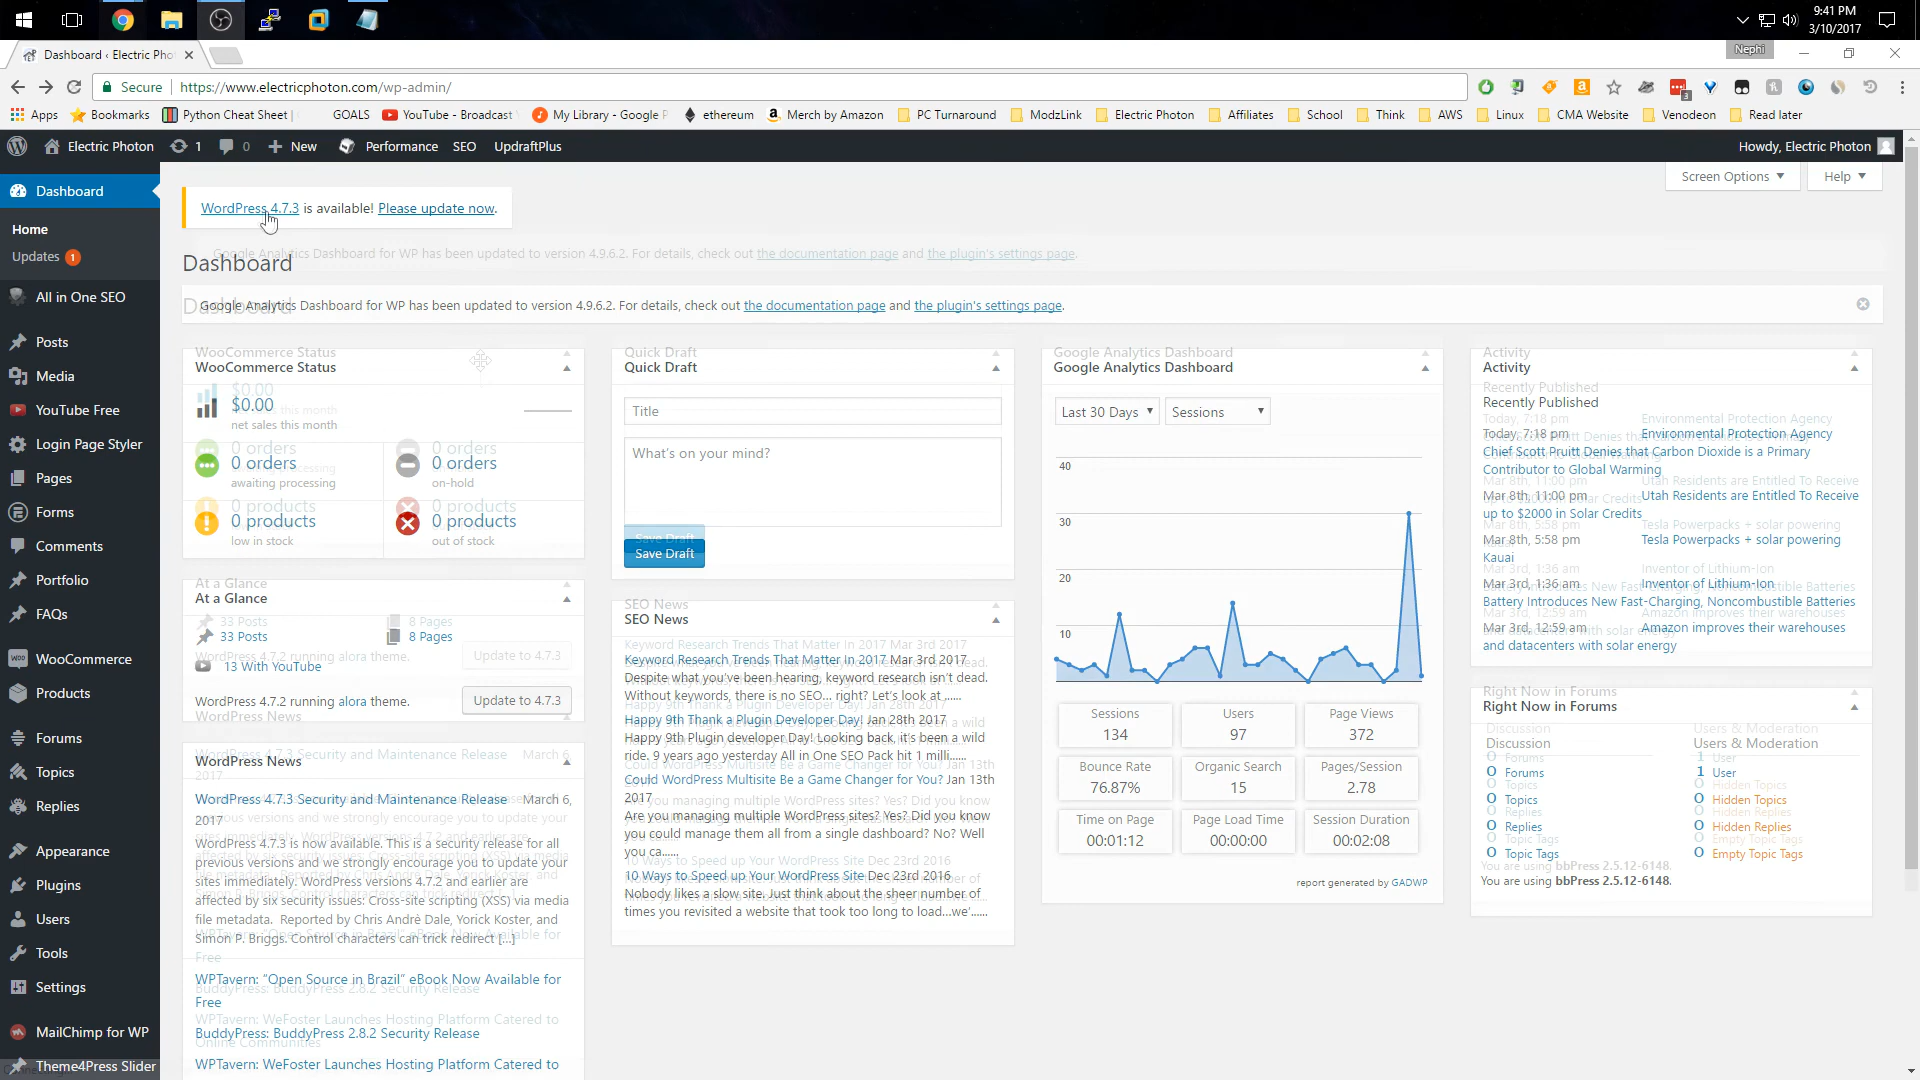 9:41 PM
3/10/2017
Dashboard ‹ Electric Pho
Nephi
Secure https://www.electricphoton.com/wp-admin/
3
Apps Bookmarks Python Cheat Sheet | GOALS YouTube - Broadcast My Library - Google P ethereum Merch by Amazon PC Turnaround ModzLink Electric Photon Affiliates School Think AWS Linux CMA Website Venodeon Read later
Electric Photon 1 0 New Performance SEO UpdraftPlus Howdy, Electric Photon
Screen Options Help
Dashboard
Home
Updates 1
All in One SEO
Posts
Media
YouTube Free
Login Page Styler
Pages
Forms
Comments
Portfolio
FAQs
WooCommerce
Products
Forums
Topics
Replies
Appearance
Plugins
Users
Tools
Settings
MailChimp for WP
Theme4Press Slider
WordPress 4.7.3 is available! Please update now.
Google Analytics Dashboard for WP has been updated to version 4.9.6.2. For details, check out the documentation page and the plugin's settings page.
Dashboard
Google Analytics Dashboard for WP has been updated to version 4.9.6.2. For details, check out the documentation page and the plugin's settings page.
WooCommerce Status
$0.00
net sales this month
0 orders
awaiting processing
0 orders
on-hold
0 products
low in stock
0 products
out of stock
At a Glance
33 Posts
8 Pages
13 With YouTube
WordPress 4.7.2 running alora theme.
Update to 4.7.3
WordPress News
WordPress 4.7.3 Security and Maintenance Release March 6,
2017
WordPress 4.7.3 is now available. This is a security release for all
previous versions and we strongly encourage you to update your
sites immediately. WordPress versions 4.7.2 and earlier are
affected by six security issues: Cross-site scripting (XSS) via media
file metadata. Reported by Chris André Dale, Yorick Koster, and
Simon P. Briggs. Control characters can trick redirect […]
WPTavern: “Open Source in Brazil” eBook Now Available for
Free
BuddyPress: BuddyPress 2.8.2 Security Release
WPTavern: WeFoster Launches Hosting Platform Catered to
Quick Draft
Title
What's on your mind?
Save Draft
SEO News
Keyword Research Trends That Matter In 2017 Mar 3rd 2017
Despite what you've been hearing, keyword research isn't dead.
Without keywords, there is no SEO… right? Let's look at ......
Happy 9th Thank a Plugin Developer Day! Jan 28th 2017
Happy 9th Plugin developer Day! Looking back, it's been a wild
ride. 9 years ago yesterday All in One SEO Pack hit 1 milli.....
Could WordPress Multisite Be a Game Changer for You? Jan 13th
2017
Are you managing multiple WordPress sites? Yes? Did you know
you could manage them all from a single dashboard? No? Well
you ca......
10 Ways to Speed up Your WordPress Site Dec 23rd 2016
Nobody likes a slow site. Just think about the sheer number of
times you revisited a website that took too long to load…we'......
Google Analytics Dashboard
Last 30 Days Sessions
40
30
20
10
Sessions
134
Users
97
Page Views
372
Bounce Rate
76.87%
Organic Search
15
Pages/Session
2.78
Time on Page
00:01:12
Page Load Time
00:00:00
Session Duration
00:02:08
report generated by GADWP
Activity
Recently Published
Today, 7:18 pm Environmental Protection Agency
Chief Scott Pruitt Denies that Carbon Dioxide is a Primary
Contributor to Global Warming
Mar 8th, 11:00 pm Utah Residents are Entitled To Receive
up to $2000 in Solar Credits
Mar 8th, 5:58 pm Tesla Powerpacks + solar powering
Kauai
Mar 3rd, 1:36 am Inventor of Lithium-Ion
Battery Introduces New Fast-Charging, Noncombustible Batteries
Mar 3rd, 12:59 am Amazon improves their warehouses
and datacenters with solar energy
Right Now in Forums
Discussion Users & Moderation
0 Forums 1 User
0 Topics 0 Hidden Topics
0 Replies 0 Hidden Replies
0 Topic Tags 0 Empty Topic Tags
You are using bbPress 2.5.12-6148.